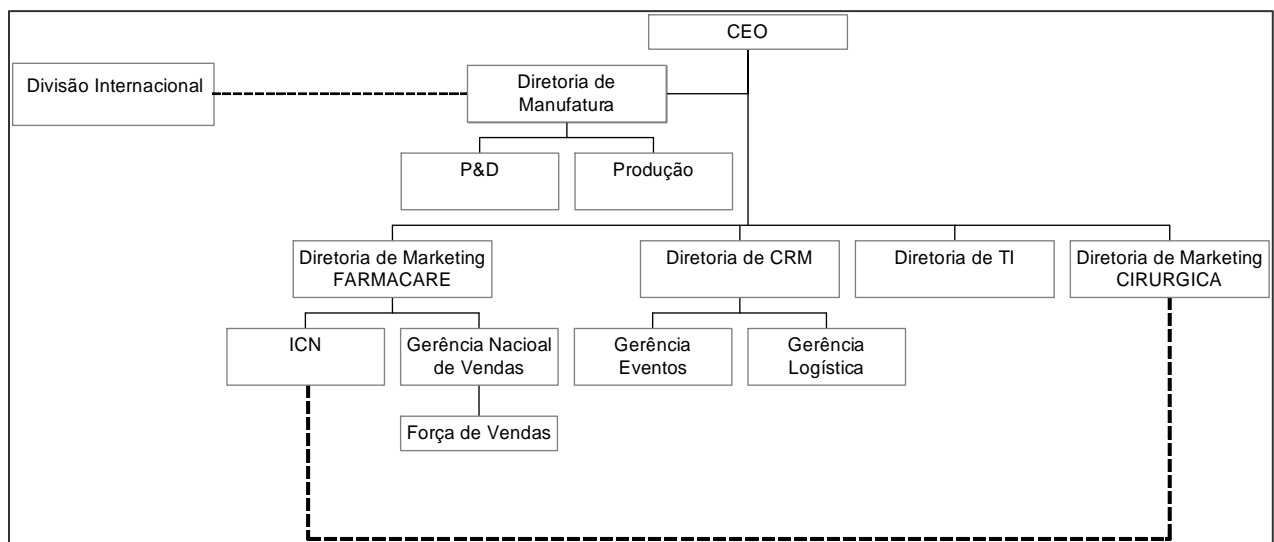 CEO
Divisão Internacional
Diretoria de
Manufatura
P&D
Produção
Diretoria de Marketing
FARMACARE
Diretoria de CRM
Diretoria de TI
Diretoria de Marketing
CIRURGICA
ICN
Gerência Nacioal
de Vendas
Gerência
Eventos
Gerência
Logística
Força de Vendas